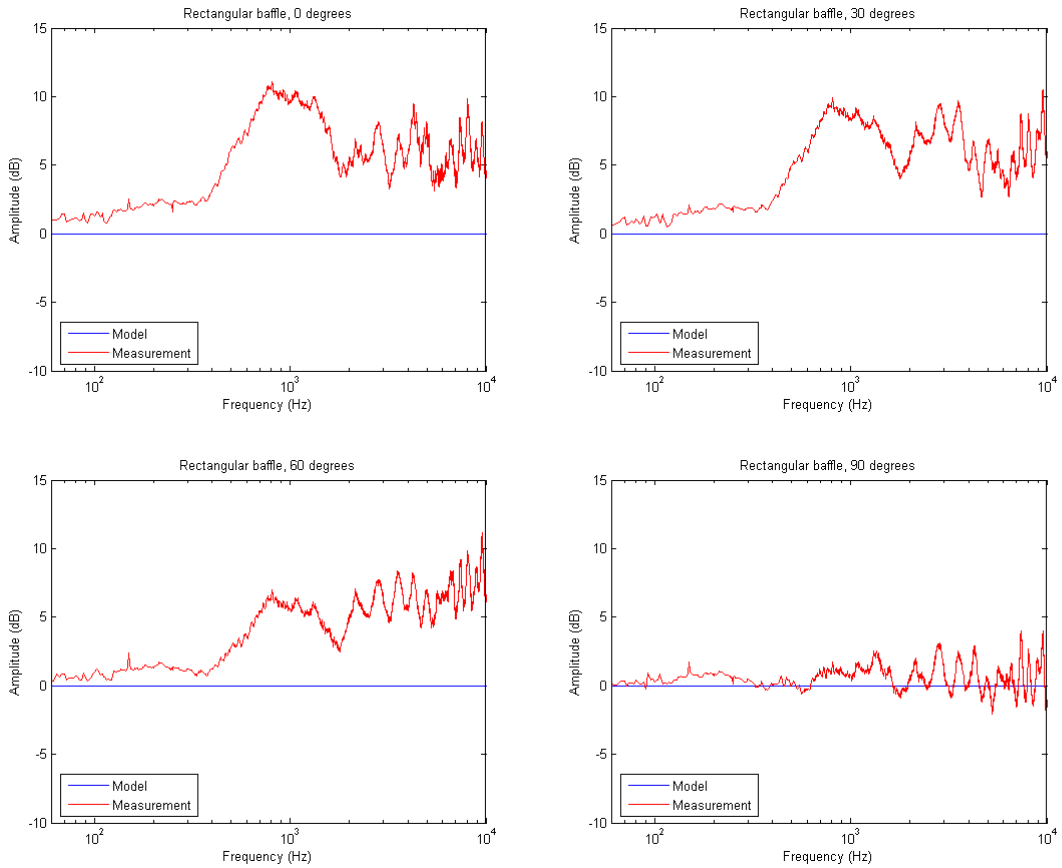 Rectangular baffle, 0 degrees
15
10
5
0
-5
-10
Amplitude (dB)
Model
Measurement
10^2
10^3
10^4
Frequency (Hz)
Rectangular baffle, 30 degrees
15
10
5
0
-5
-10
Amplitude (dB)
Model
Measurement
10^2
10^3
10^4
Frequency (Hz)
Rectangular baffle, 60 degrees
15
10
5
0
-5
-10
Amplitude (dB)
Model
Measurement
10^2
10^3
10^4
Frequency (Hz)
Rectangular baffle, 90 degrees
15
10
5
0
-5
-10
Amplitude (dB)
Model
Measurement
10^2
10^3
10^4
Frequency (Hz)